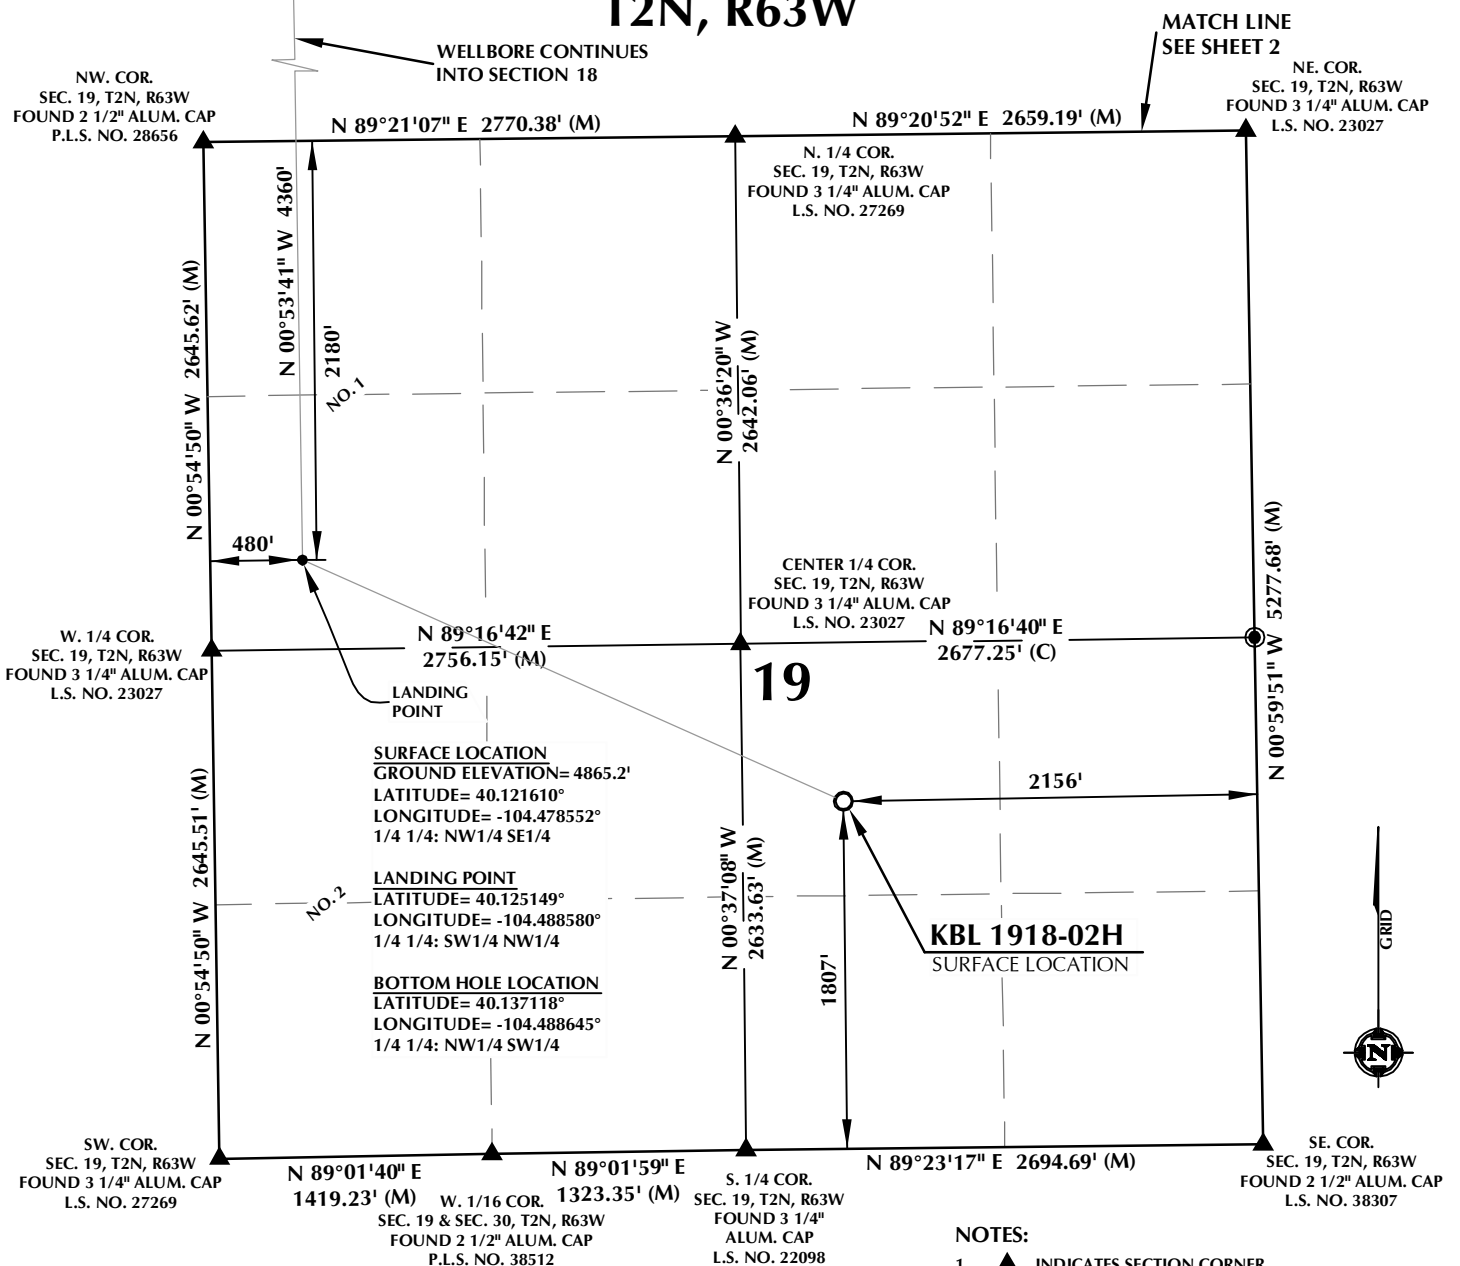 T2N, R63W
MATCH LINE
SEE SHEET 2
WELLBORE CONTINUES
INTO SECTION 18
NW. COR.
SEC. 19, T2N, R63W
FOUND 2 1/2" ALUM. CAP
P.L.S. NO. 28656
NE. COR.
SEC. 19, T2N, R63W
FOUND 3 1/4" ALUM. CAP
L.S. NO. 23027
N 89°21'07" E 2770.38' (M)
N 89°20'52" E 2659.19' (M)
N. 1/4 COR.
SEC. 19, T2N, R63W
FOUND 3 1/4" ALUM. CAP
L.S. NO. 27269
N 00°54'50" W 2645.62' (M)
N 00°53'41" W 4360'
2180'
NO.1
N 00°36'20" W
2642.06' (M)
480'
N 00°59'51" W 5277.68' (M)
CENTER 1/4 COR.
SEC. 19, T2N, R63W
FOUND 3 1/4" ALUM. CAP
L.S. NO. 23027
W. 1/4 COR.
SEC. 19, T2N, R63W
FOUND 3 1/4" ALUM. CAP
L.S. NO. 23027
N 89°16'42" E
2756.15' (M)
N 89°16'40" E
2677.25' (C)
19
LANDING
POINT
SURFACE LOCATION
GROUND ELEVATION= 4865.2'
LATITUDE= 40.121610°
LONGITUDE= -104.478552°
1/4 1/4: NW1/4 SE1/4
LANDING POINT
LATITUDE= 40.125149°
LONGITUDE= -104.488580°
1/4 1/4: SW1/4 NW1/4
BOTTOM HOLE LOCATION
LATITUDE= 40.137118°
LONGITUDE= -104.488645°
1/4 1/4: NW1/4 SW1/4
2156'
N 00°54'50" W 2645.51' (M)
NO.2
N 00°37'08" W
2633.63' (M)
1807'
KBL 1918-02H
SURFACE LOCATION
GRID
N
SW. COR.
SEC. 19, T2N, R63W
FOUND 3 1/4" ALUM. CAP
L.S. NO. 27269
N 89°01'40" E
1419.23' (M)
W. 1/16 COR.
SEC. 19 & SEC. 30, T2N, R63W
FOUND 2 1/2" ALUM. CAP
P.L.S. NO. 38512
N 89°01'59" E
1323.35' (M)
S. 1/4 COR.
SEC. 19, T2N, R63W
FOUND 3 1/4"
ALUM. CAP
L.S. NO. 22098
N 89°23'17" E 2694.69' (M)
SE. COR.
SEC. 19, T2N, R63W
FOUND 2 1/2" ALUM. CAP
L.S. NO. 38307
NOTES:
1. INDICATES SECTION CORNER